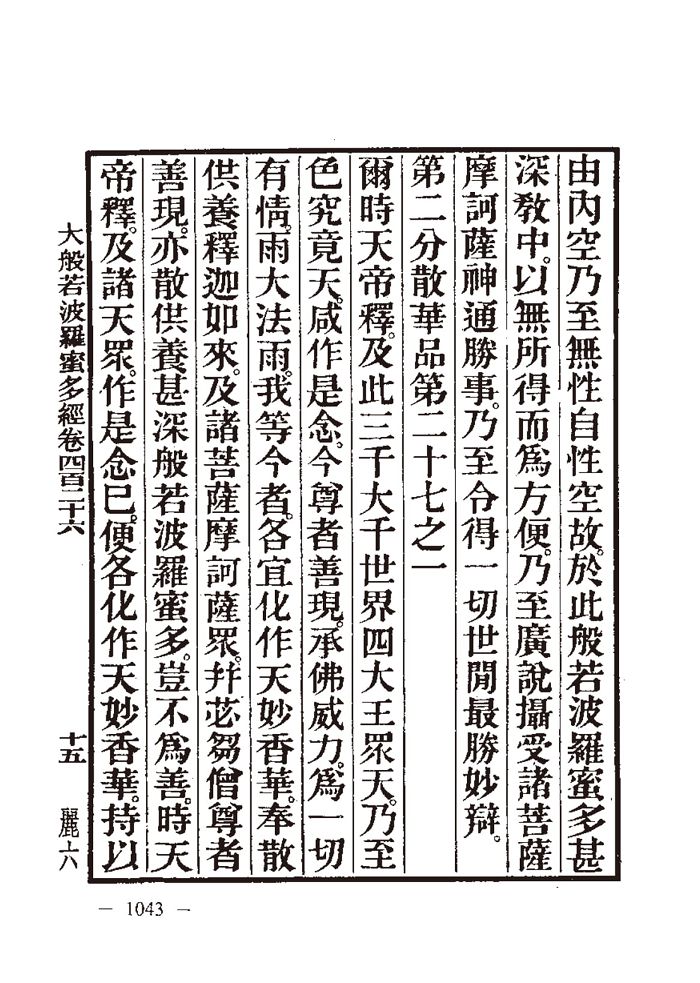 由內空乃至無性自性空故。於此般若波羅蜜多甚
深敎中。以無所得而爲方便。乃至廣說攝受諸菩薩
摩訶薩神通勝事。乃至令得一切世閒最勝妙辯。
第二分散華品第二十七之一
爾時天帝釋。及此三千大千世界四大王眾天。乃至
色究竟天。咸作是念。今尊者善現。承佛威力。爲一切
有情。雨大法雨。我等今者。各宜化作天妙香華。奉散
供養釋迦如來。及諸菩薩摩訶薩眾。幷苾芻僧尊者
善現。亦散供養甚深般若波羅蜜多。豈不爲善。時天
帝釋。及諸天眾。作是念已。便各化作天妙香華。持以
大般若波羅蜜多經卷四百二十六 十五 麗六
— 1043 —